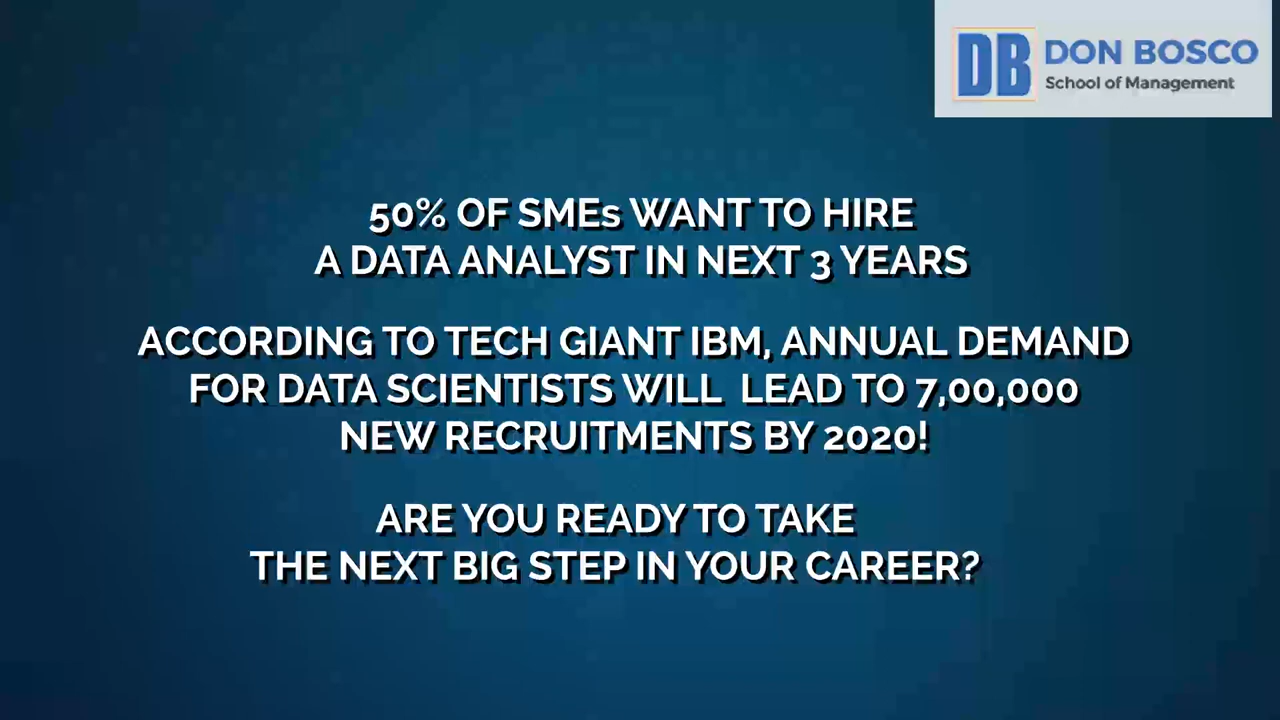 DB DON BOSCO
School of Management
50% OF SMEs WANT TO HIRE
A DATA ANALYST IN NEXT 3 YEARS
ACCORDING TO TECH GIANT IBM, ANNUAL DEMAND
FOR DATA SCIENTISTS WILL LEAD TO 7,00,000
NEW RECRUITMENTS BY 2020!
ARE YOU READY TO TAKE
THE NEXT BIG STEP IN YOUR CAREER?